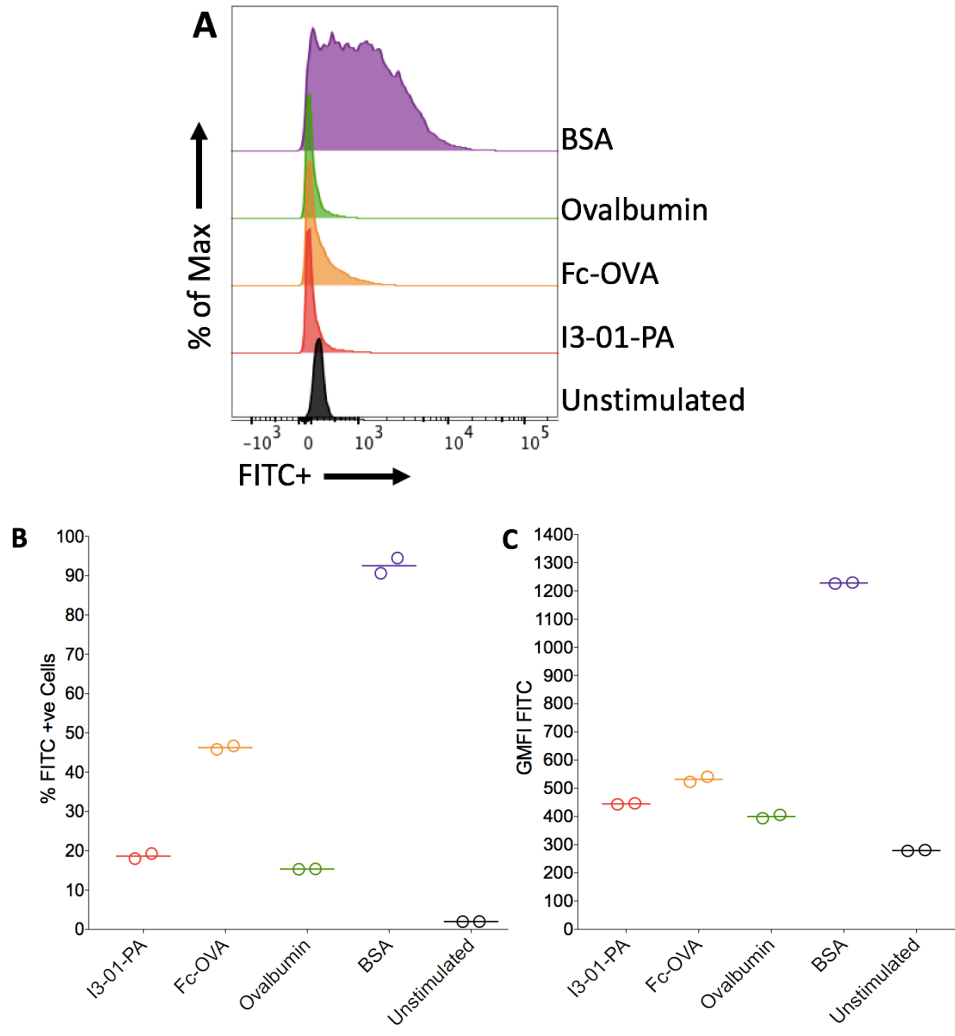 A
% of Max
BSA
Ovalbumin
Fc-OVA
I3-01-PA
Unstimulated
-10³ 0 10³ 10⁴ 10⁵
FITC+
B
% FITC +ve Cells
100
90
80
70
60
50
40
30
20
10
0
I3-01-PA
Fc-OVA
Ovalbumin
BSA
Unstimulated
C
GMFI FITC
1400
1300
1200
1100
1000
900
800
700
600
500
400
300
200
100
0
I3-01-PA
Fc-OVA
Ovalbumin
BSA
Unstimulated